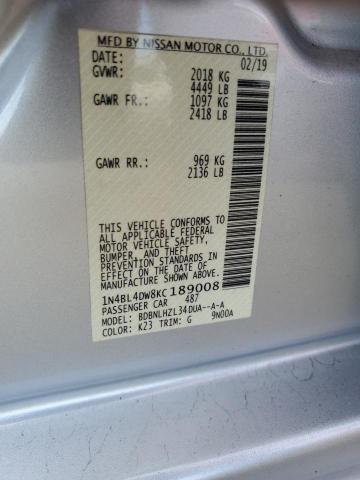 MFD BY NISSAN MOTOR CO., LTD.
DATE: 02/19
GVWR: 2018 KG
4449 LB
GAWR FR.: 1097 KG
2418 LB
GAWR RR.: 969 KG
2136 LB
THIS VEHICLE CONFORMS TO
ALL APPLICABLE FEDERAL
MOTOR VEHICLE SAFETY,
BUMPER, AND THEFT
PREVENTION STANDARDS IN
EFFECT ON THE DATE OF
MANUFACTURE SHOWN ABOVE.
1N4BL4DW8KC189008
PASSENGER CAR 487
MODEL: BDBNLHZL34DUA--A-A
COLOR: K23 TRIM: G 9N00A